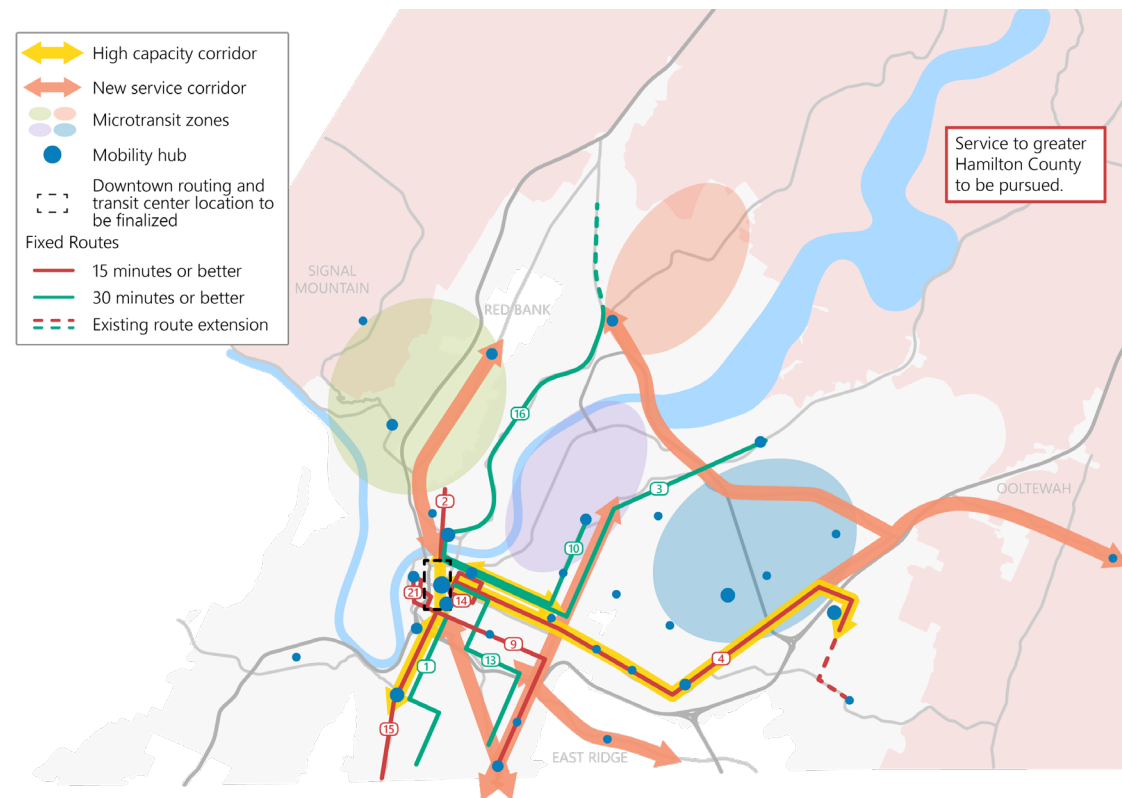 High capacity corridor
New service corridor
Microtransit zones
Mobility hub
Downtown routing and
transit center location to
be finalized
Fixed Routes
15 minutes or better
30 minutes or better
Existing route extension
Service to greater
Hamilton County
to be pursued.
SIGNAL
MOUNTAIN
RED BANK
16
OOLTEWAH
3
2
10
21
14
9
4
13
1
15
EAST RIDGE